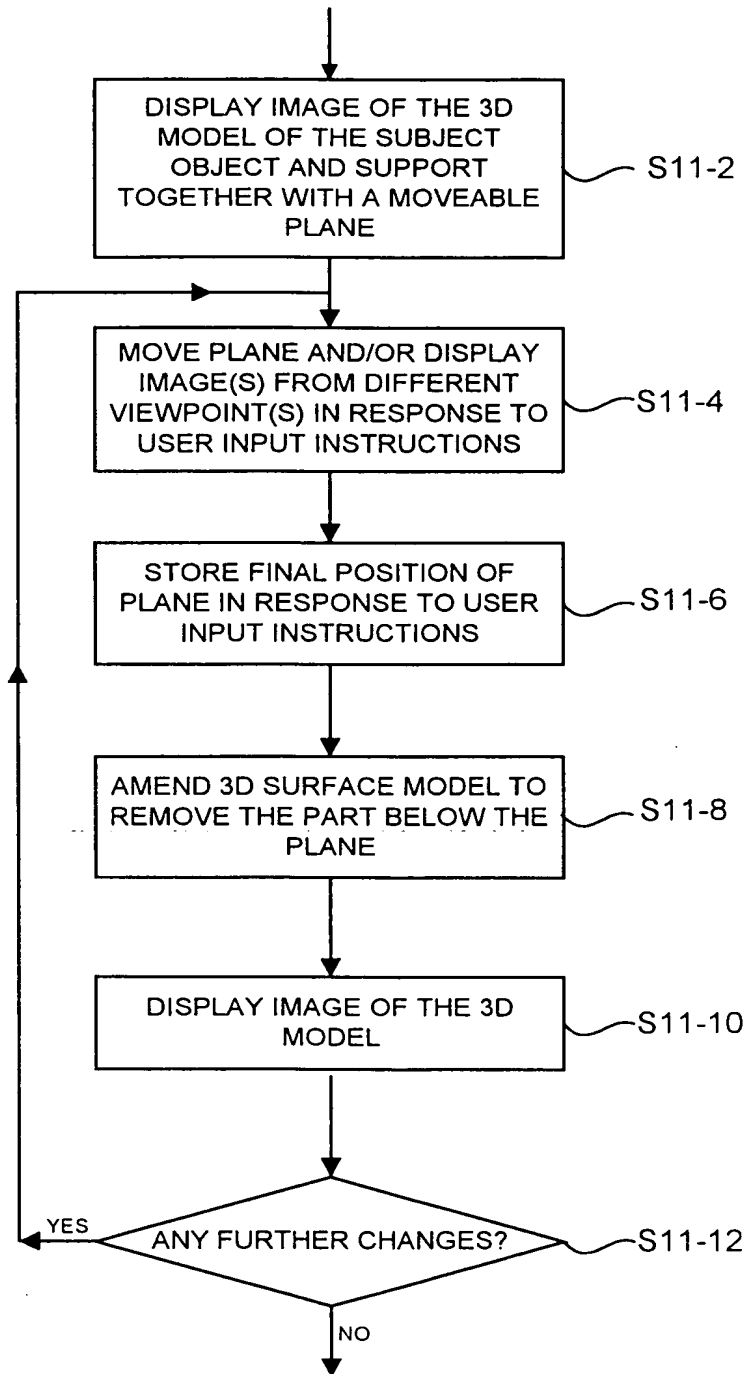 DISPLAY IMAGE OF THE 3D
MODEL OF THE SUBJECT
OBJECT AND SUPPORT
TOGETHER WITH A MOVEABLE
PLANE
S11-2
MOVE PLANE AND/OR DISPLAY
IMAGE(S) FROM DIFFERENT
VIEWPOINT(S) IN RESPONSE TO
USER INPUT INSTRUCTIONS
S11-4
STORE FINAL POSITION OF
PLANE IN RESPONSE TO USER
INPUT INSTRUCTIONS
S11-6
AMEND 3D SURFACE MODEL TO
REMOVE THE PART BELOW THE
PLANE
S11-8
DISPLAY IMAGE OF THE 3D
MODEL
S11-10
YES
ANY FURTHER CHANGES?
S11-12
NO